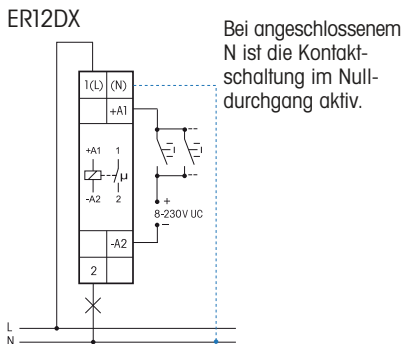 ER12DX
Bei angeschlossenem
N ist die Kontakt-
schaltung im Null-
durchgang aktiv.
1(L) (N)
+A1
+A1 1
µ
-A2 2
+
8-230V UC
–
-A2
2
L
N